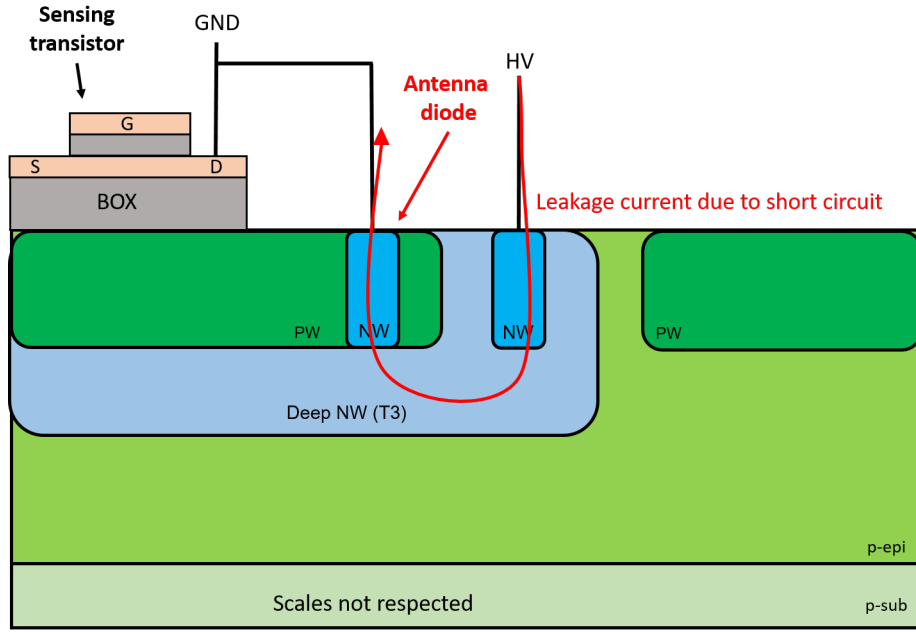 Sensing
transistor
GND
HV
Antenna
diode
G
S
D
BOX
Leakage current due to short circuit
PW
NW
NW
PW
Deep NW (T3)
p-epi
Scales not respected
p-sub